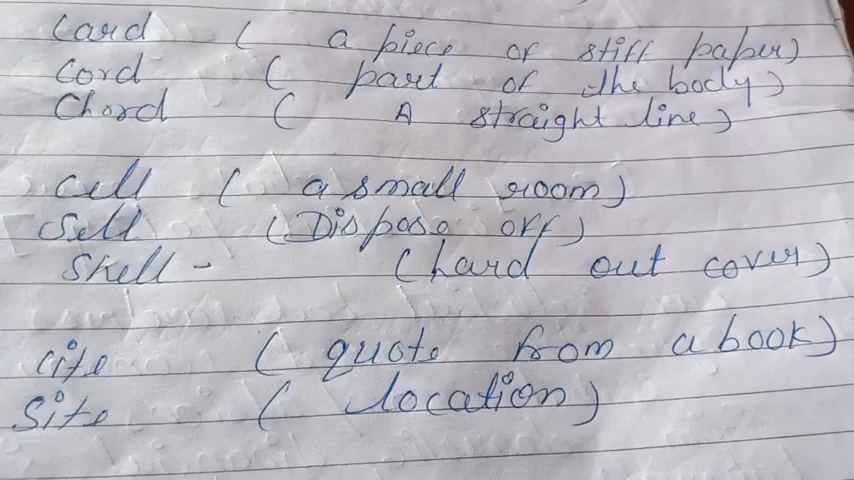 Card ( a piece of stiff paper)
Cord ( part of the body)
Chord ( A straight line)
Cell ( a small room)
Sell (Dispose off)
Shell - (hard out cover)
Cite ( quote from a book)
Site ( location)